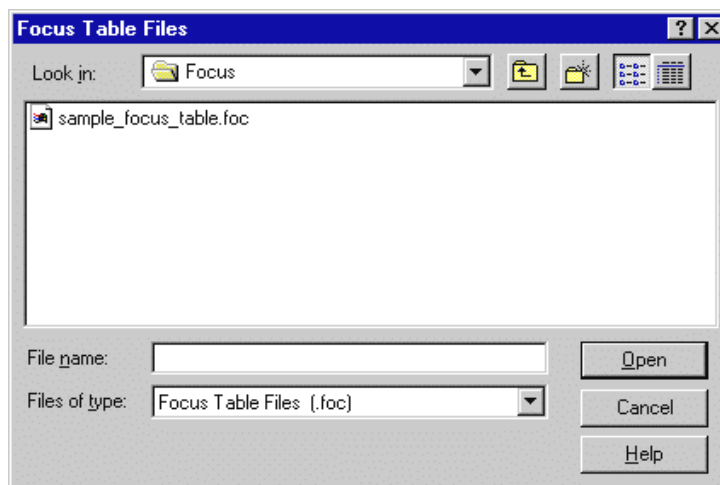 Focus Table Files
Look in: Focus
sample_focus_table.foc
File name:
Open
Files of type: Focus Table Files (.foc)
Cancel
Help